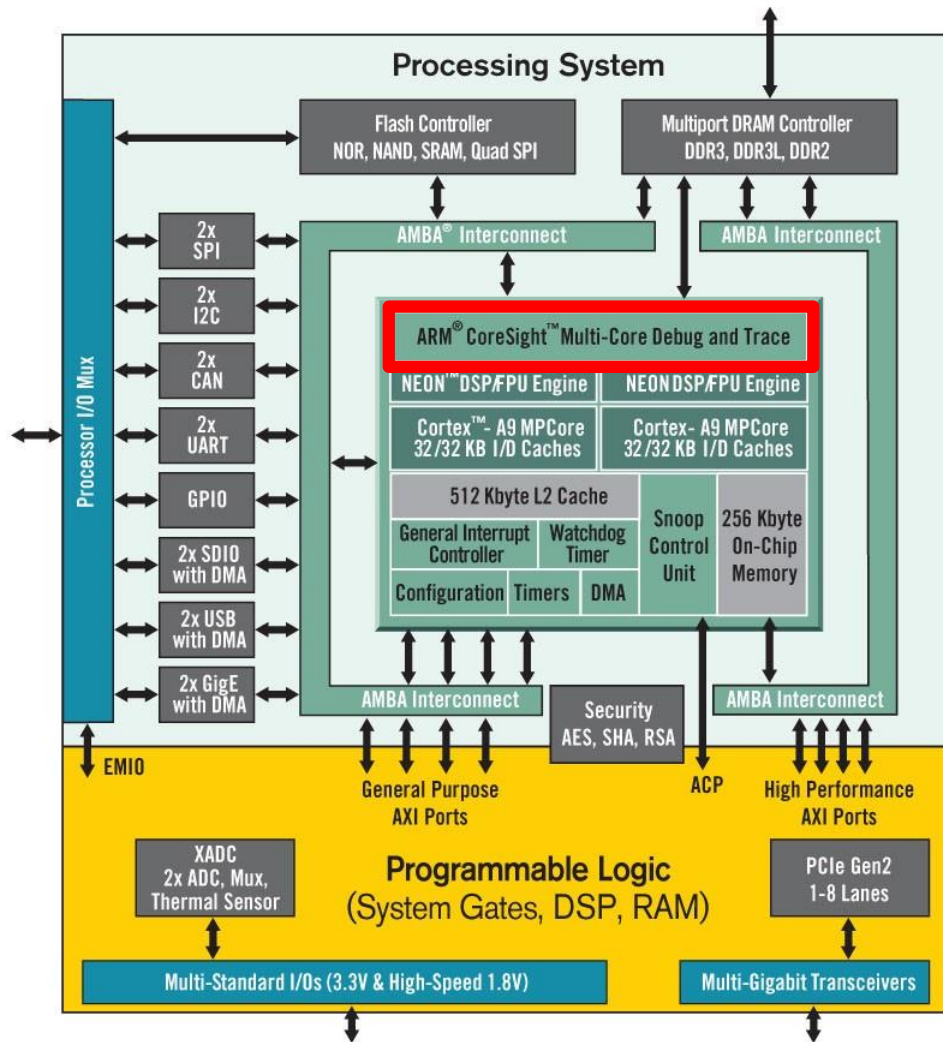 Processing System
Flash Controller
NOR, NAND, SRAM, Quad SPI
Multiport DRAM Controller
DDR3, DDR3L, DDR2
Processor I/O Mux
2x
SPI
2x
I2C
2x
CAN
2x
UART
GPIO
2x SDIO
with DMA
2x USB
with DMA
2x GigE
with DMA
AMBA® Interconnect
AMBA Interconnect
ARM® CoreSight™ Multi-Core Debug and Trace
NEON™ DSP/FPU Engine
NEON DSP/FPU Engine
Cortex™- A9 MPCore
32/32 KB I/D Caches
Cortex- A9 MPCore
32/32 KB I/D Caches
512 Kbyte L2 Cache
General Interrupt
Controller
Watchdog
Timer
Configuration
Timers
DMA
Snoop
Control
Unit
256 Kbyte
On-Chip
Memory
AMBA Interconnect
AMBA Interconnect
Security
AES, SHA, RSA
EMIO
General Purpose
AXI Ports
ACP
High Performance
AXI Ports
XADC
2x ADC, Mux,
Thermal Sensor
Programmable Logic
(System Gates, DSP, RAM)
PCIe Gen2
1-8 Lanes
Multi-Standard I/Os (3.3V & High-Speed 1.8V)
Multi-Gigabit Transceivers